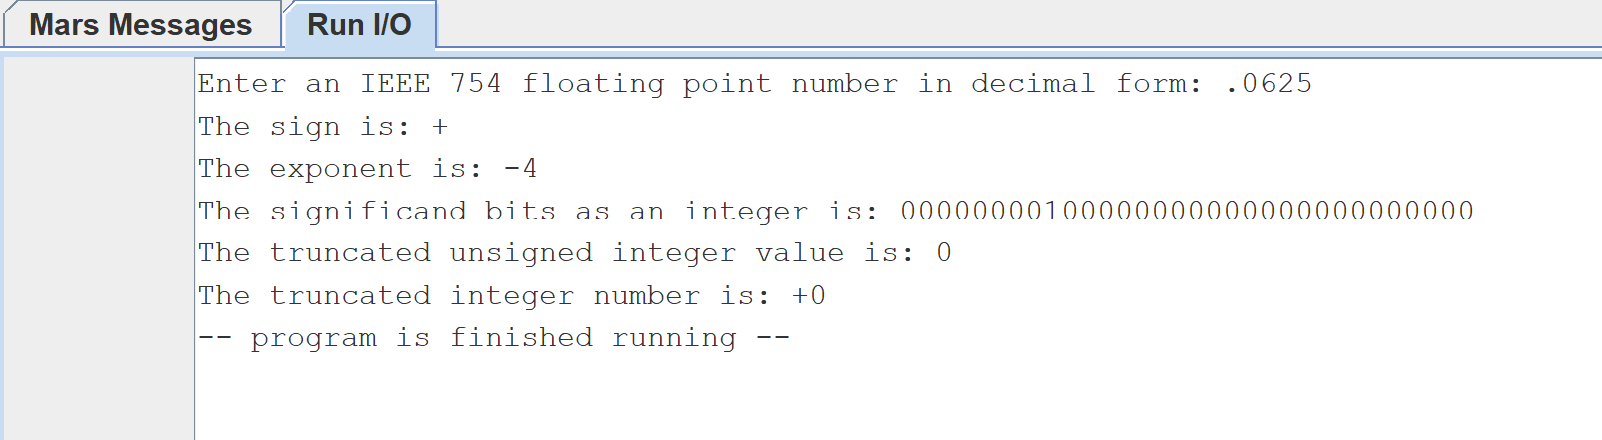 Mars Messages
Run I/O
Enter an IEEE 754 floating point number in decimal form: .0625
The sign is: +
The exponent is: -4
The significand bits as an integer is: 00000000100000000000000000000000
The truncated unsigned integer value is: 0
The truncated integer number is: +0
-- program is finished running --